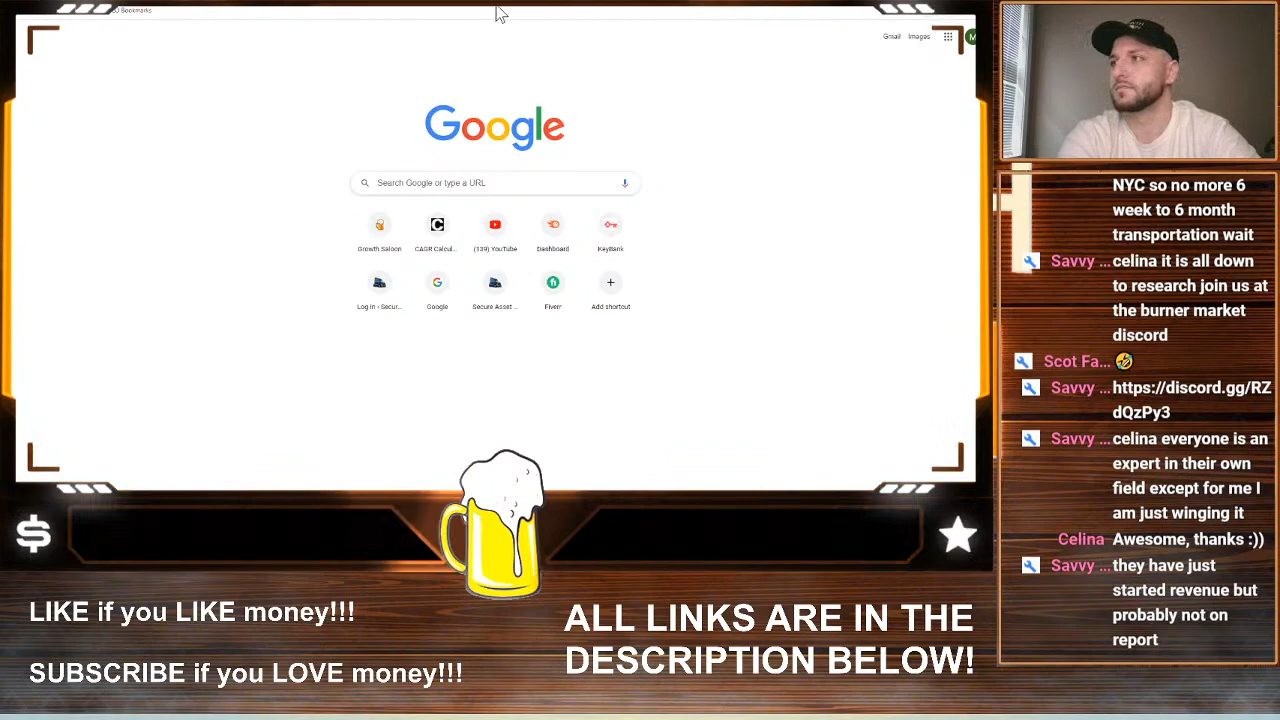 Bookmarks
Gmail Images
M
Google
Search Google or type a URL
Growth Saloon
CAGR Calcul...
(139) YouTube
Dashboard
KeyBank
Log In ‹ Secur...
Google
Secure Asset ...
Fiverr
Add shortcut
NYC so no more 6
week to 6 month
transportation wait
Savvy ... celina it is all down
to research join us at
the burner market
discord
Scot Fa... 🤣
Savvy ... https://discord.gg/RZ
dQzPy3
Savvy ... celina everyone is an
expert in their own
field except for me I
am just winging it
Celina Awesome, thanks :))
Savvy ... they have just
started revenue but
probably not on
report
LIKE if you LIKE money!!!
SUBSCRIBE if you LOVE money!!!
ALL LINKS ARE IN THE
DESCRIPTION BELOW!